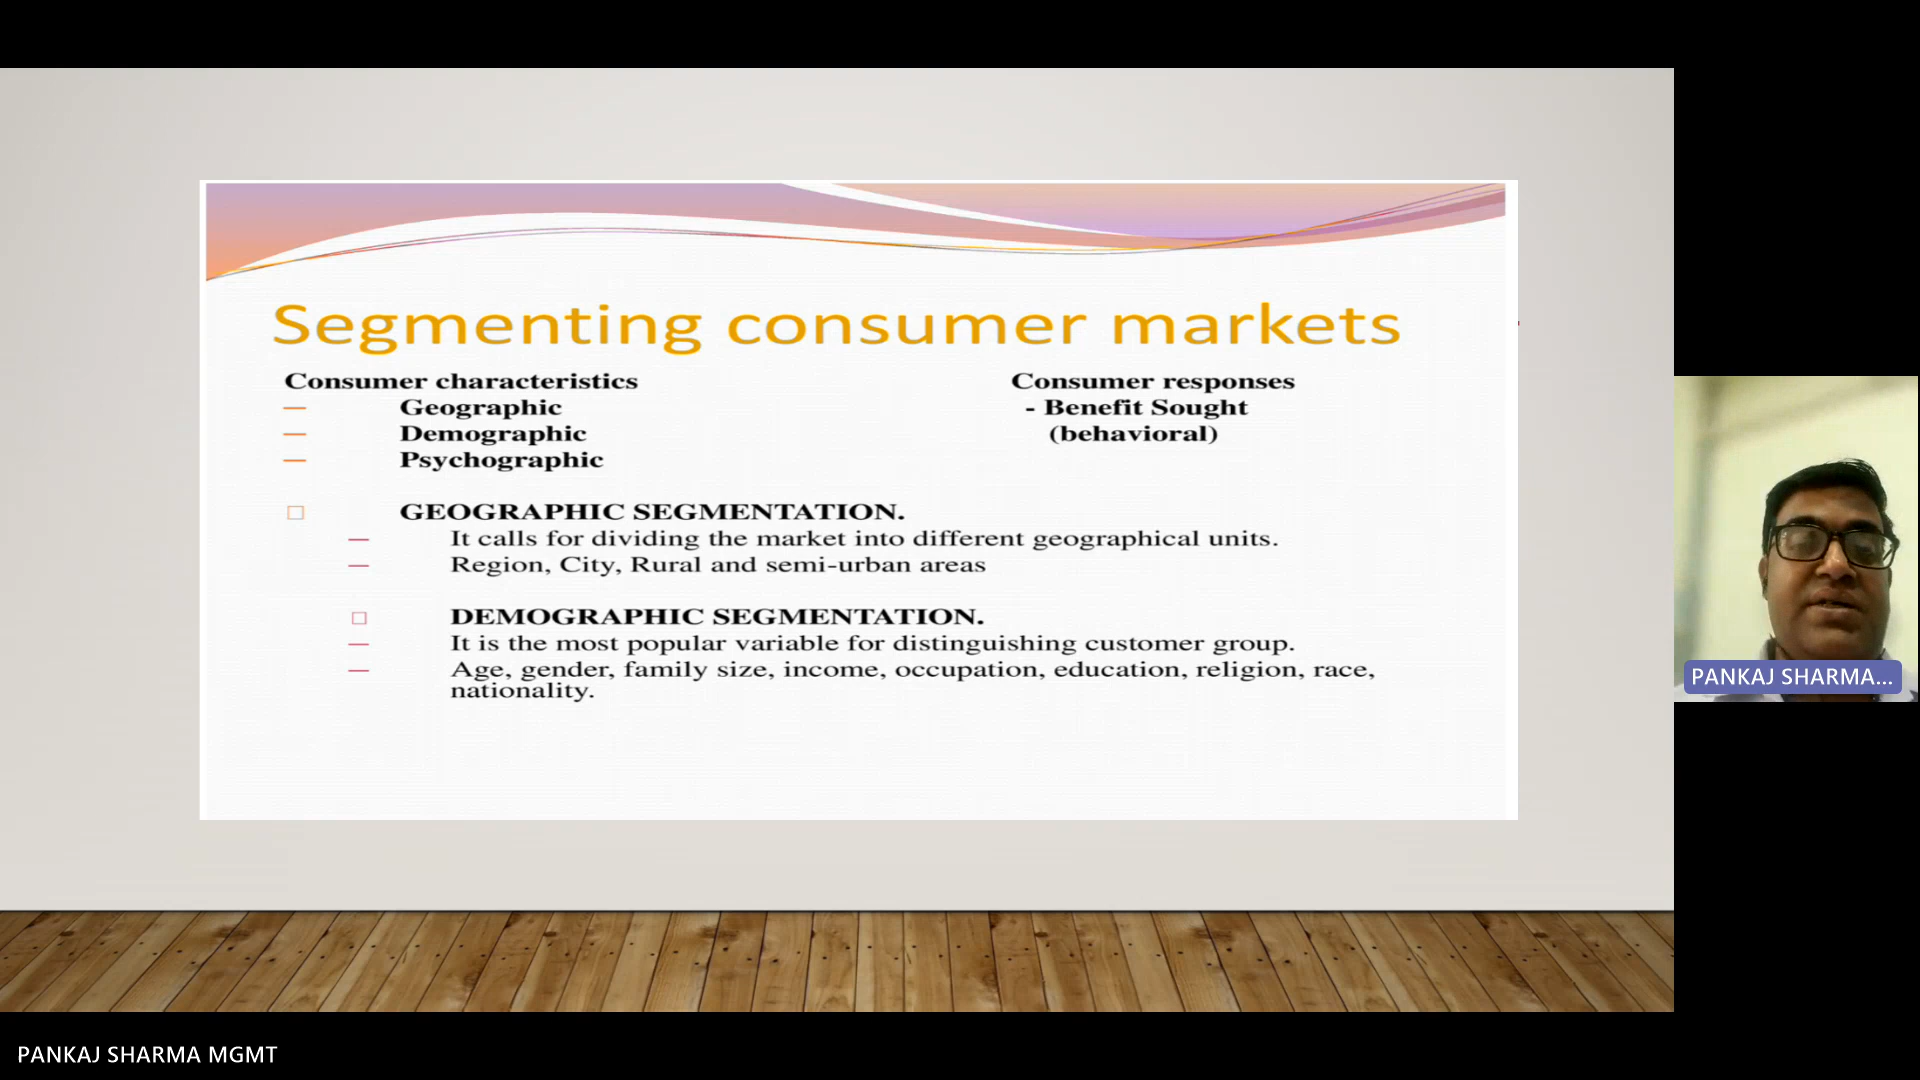 Segmenting consumer markets
Consumer characteristics
Consumer responses
— Geographic
- Benefit Sought
— Demographic
(behavioral)
— Psychographic
□ GEOGRAPHIC SEGMENTATION.
— It calls for dividing the market into different geographical units.
— Region, City, Rural and semi-urban areas
□ DEMOGRAPHIC SEGMENTATION.
— It is the most popular variable for distinguishing customer group.
— Age, gender, family size, income, occupation, education, religion, race,
nationality.
PANKAJ SHARMA...
PANKAJ SHARMA MGMT